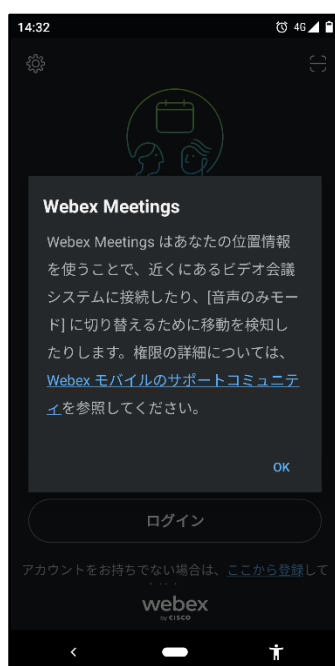 14:32
4G
Webex Meetings
Webex Meetings はあなたの位置情報
を使うことで、近くにあるビデオ会議
システムに接続したり、[音声のみモー
ド] に切り替えるために移動を検知し
たりします。権限の詳細については、
Webex モバイルのサポートコミュニテ
ィを参照してください。
OK
ログイン
アカウントをお持ちでない場合は、ここから登録して
webex
by CISCO